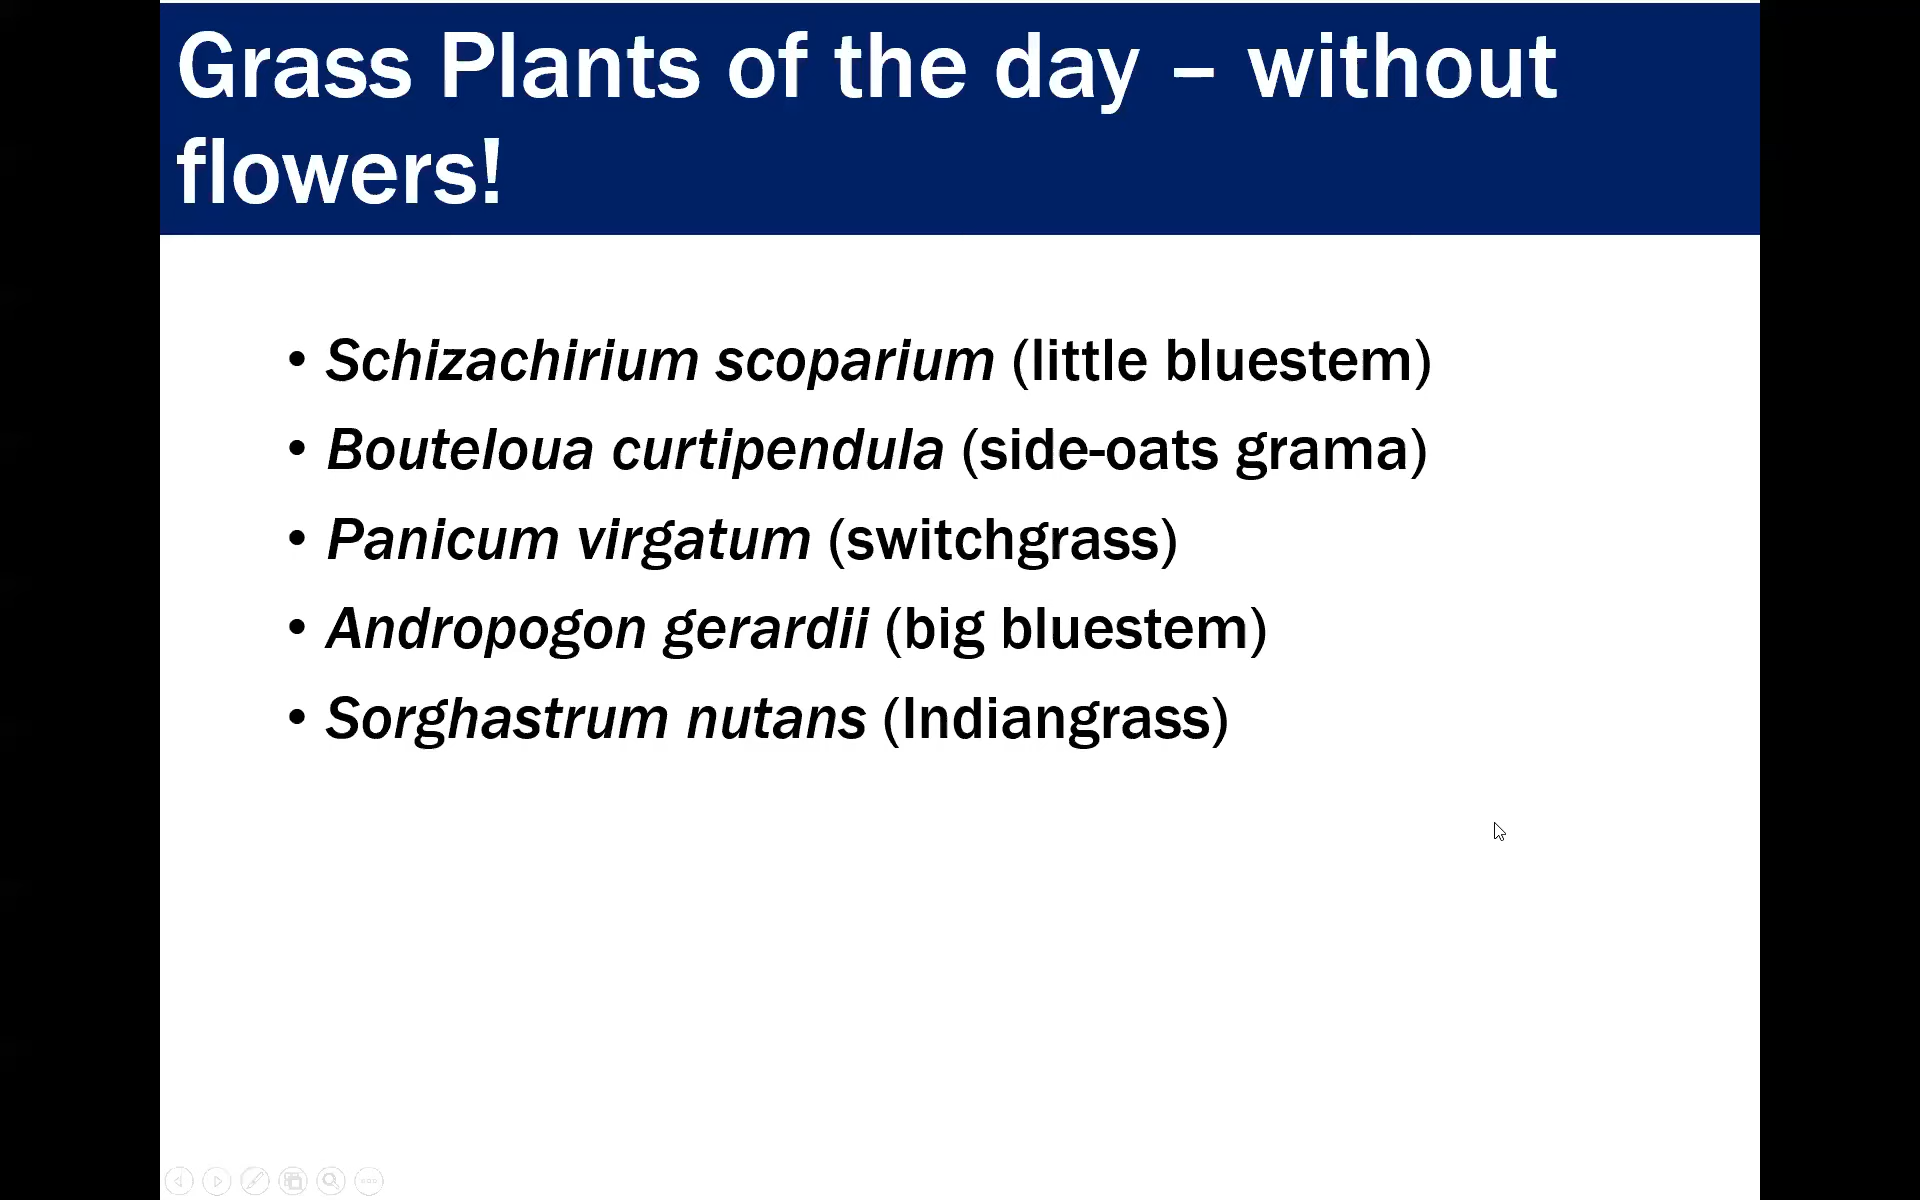 Grass Plants of the day – without
flowers!
• Schizachirium scoparium (little bluestem)
• Bouteloua curtipendula (side-oats grama)
• Panicum virgatum (switchgrass)
• Andropogon gerardii (big bluestem)
• Sorghastrum nutans (Indiangrass)